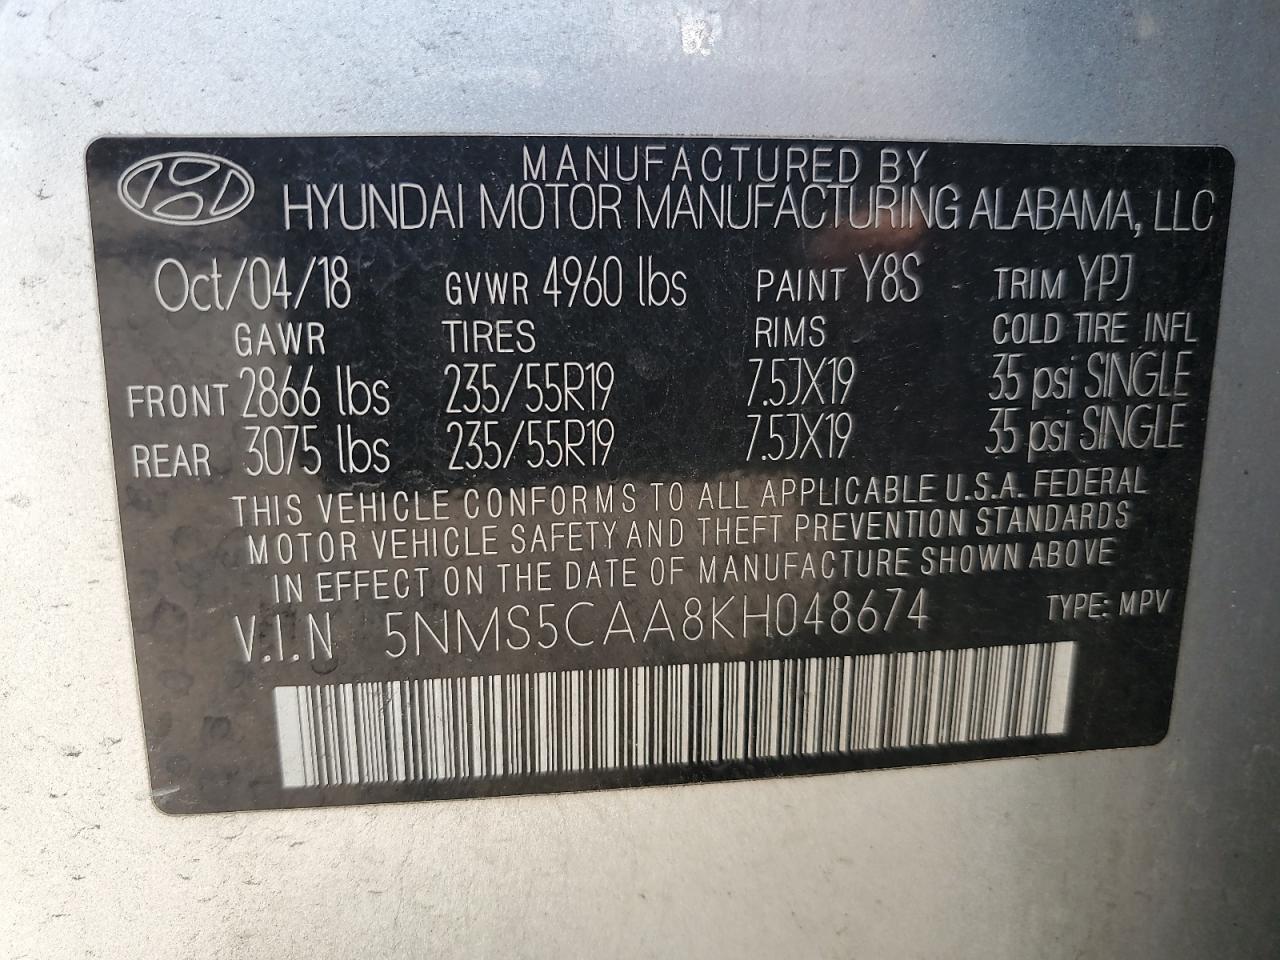 MANUFACTURED BY
HYUNDAI MOTOR MANUFACTURING ALABAMA, LLC
Oct/04/18 GVWR 4960 lbs PAINT Y8S TRIM YPJ
GAWR TIRES RIMS COLD TIRE INFL
FRONT 2866 lbs 235/55R19 7.5JX19 35 psi SINGLE
REAR 3075 lbs 235/55R19 7.5JX19 35 psi SINGLE
THIS VEHICLE CONFORMS TO ALL APPLICABLE U.S.A. FEDERAL
MOTOR VEHICLE SAFETY AND THEFT PREVENTION STANDARDS
IN EFFECT ON THE DATE OF MANUFACTURE SHOWN ABOVE
V.I.N 5NMS5CAA8KH048674 TYPE: MPV